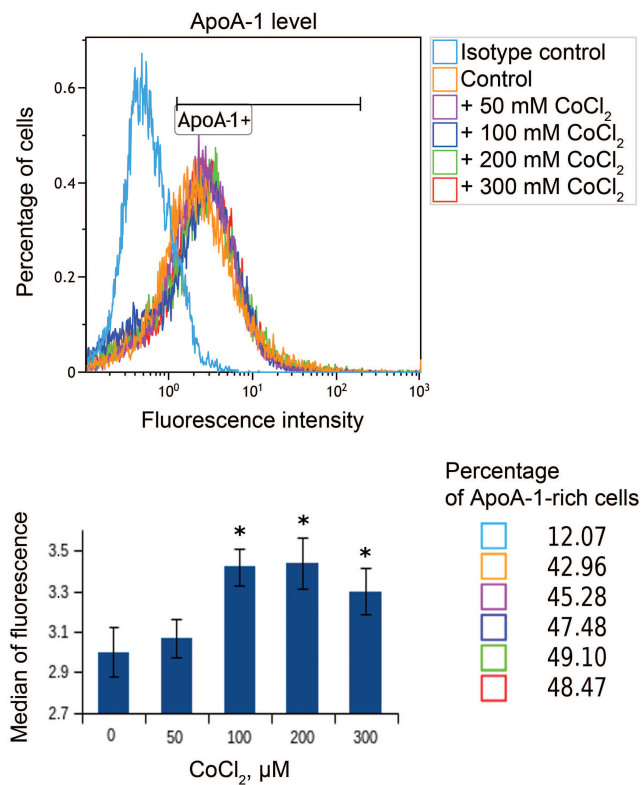 ApoA-1 level
Isotype control
Control
+ 50 mM CoCl₂
+ 100 mM CoCl₂
+ 200 mM CoCl₂
+ 300 mM CoCl₂
ApoA-1+
Percentage of cells
0.6
0.4
0.2
0
10⁰ 10¹ 10² 10³
Fluorescence intensity
Percentage
of ApoA-1-rich cells
12.07
42.96
45.28
47.48
49.10
48.47
Median of fluorescence
3.5
3.3
3.1
2.9
2.7
* * *
0 50 100 200 300
CoCl₂, µM